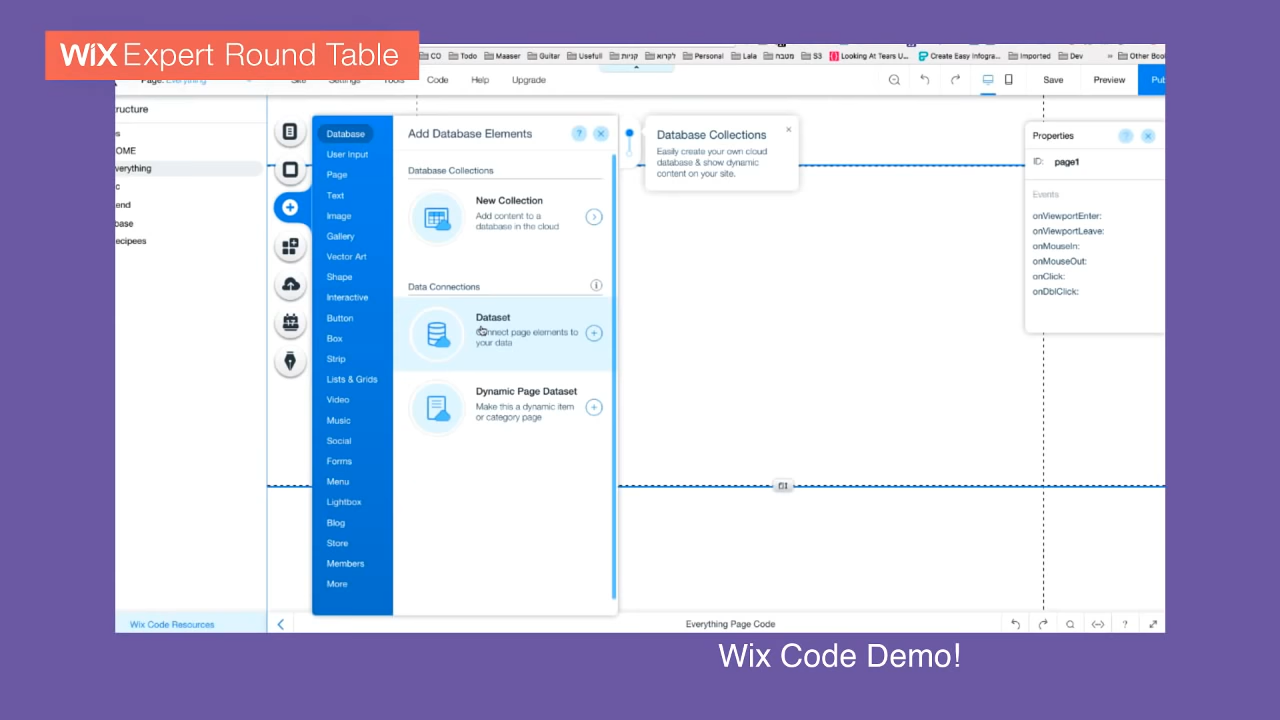 WIX Expert Round Table
CO Todo Maaser Guitar Usefull קניות לקרוא Personal Lala מטבח S3 Looking At Tears U... Create Easy Infogra... Imported Dev » Other Boo
Page: Everything Site Settings Tools Code Help Upgrade Save Preview Pub
ructure
OME
verything
end
base
ecipees
Wix Code Resources
Database
User Input
Page
Text
Image
Gallery
Vector Art
Shape
Interactive
Button
Box
Strip
Lists & Grids
Video
Music
Social
Forms
Menu
Lightbox
Blog
Store
Members
More
Add Database Elements ? ×
Database Collections
New Collection
Add content to a
database in the cloud
Data Connections
Dataset
Connect page elements to
your data
Dynamic Page Dataset
Make this a dynamic item
or category page
Database Collections ×
Easily create your own cloud
database & show dynamic
content on your site.
Properties ? ×
ID: page1
Events
onViewportEnter:
onViewportLeave:
onMouseIn:
onMouseOut:
onClick:
onDblClick:
Everything Page Code
Wix Code Demo!